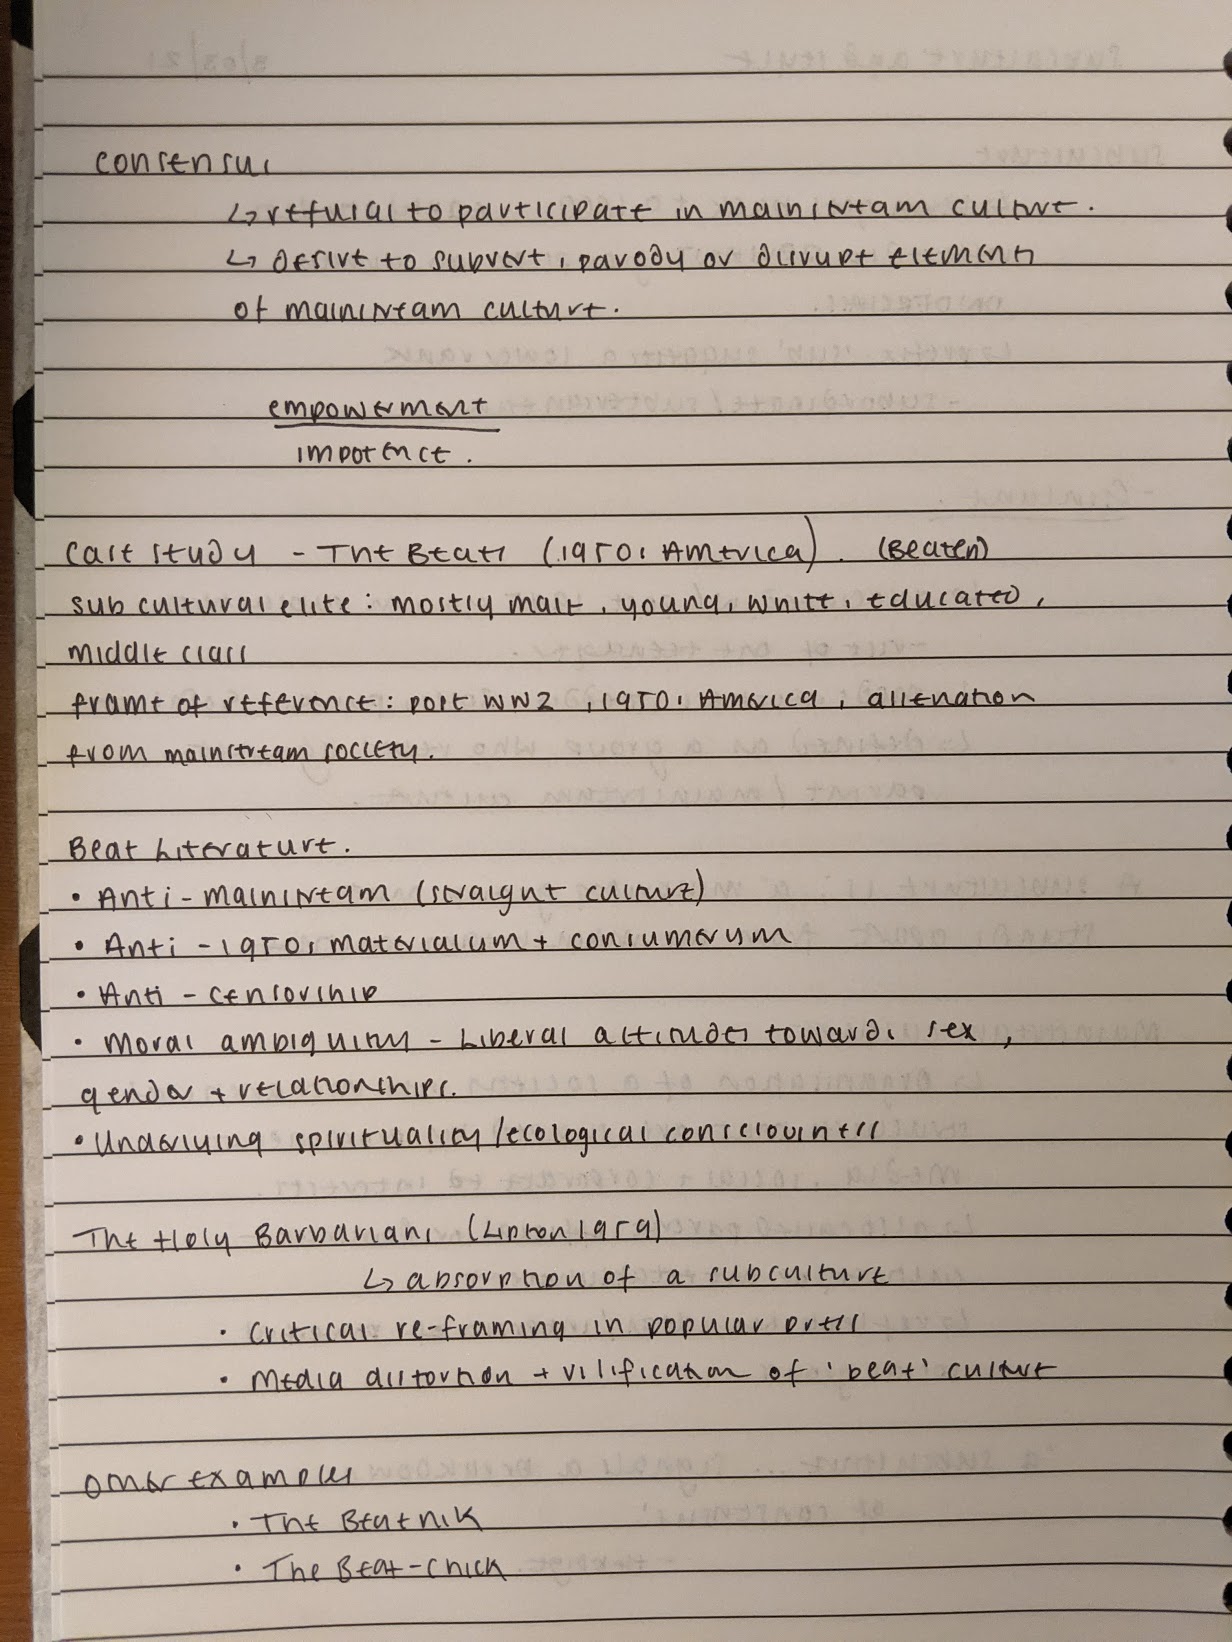 consensus
↳ refusal to participate in mainstream culture.
↳ desire to subvert, parody or disrupt elements
of mainstream culture.
empowerment
impotence.
Case study - The Beats (1950s America). (Beaten)
sub cultural elite: mostly male, young, white, educated,
middle class
frame of reference: post WW2, 1950s America, alienation
from mainstream society.
Beat Literature.
• Anti-mainstream (straight culture)
• Anti-1950s materialism + consumerism
• Anti-censorship
• Moral ambiguity - Liberal attitudes towards sex,
gender + relationships.
• Underlying spirituality/ecological consciousness
The Holy Barbarians (Lipton 1959)
↳ absorption of a subculture
• Critical re-framing in popular press
• Media distortion + vilification of 'beat' culture
other examples
• The Beatnik
• The Beat-Chick